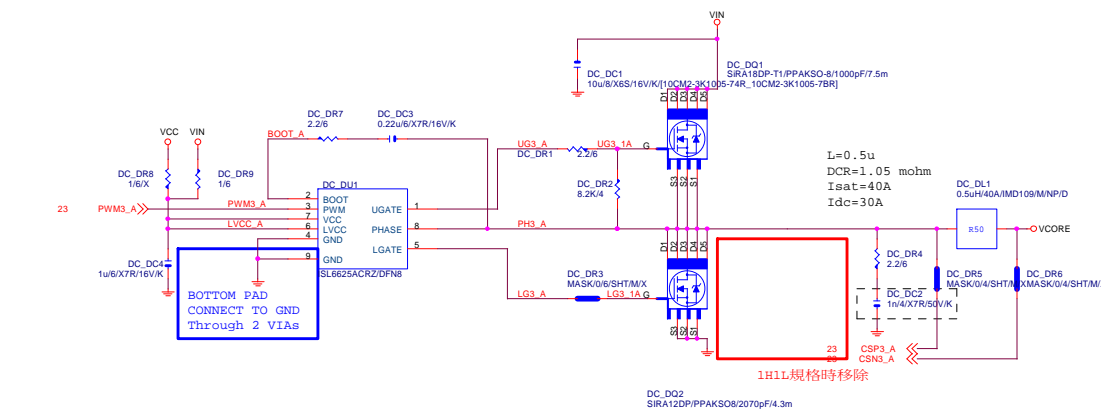 VIN
DC_DQ1
SiRA18DP-T1/PPAKSO-8/1000pF/7.5m
DC_DC1
10u/8/X6S/16V/K/[10CM2-3K1005-74R_10CM2-3K1005-7BR]
D1
D2
D3
D4
D5
DC_DR7
2.2/6
DC_DC3
0.22u/6/X7R/16V/K
VCC
VIN
BOOT_A
UG3_A
UG3_1A
G
DC_DR1
2.2/6
L=0.5u
DCR=1.05 mohm
Isat=40A
Idc=30A
DC_DR8
1/6/X
DC_DR9
1/6
S3
S2
S1
DC_DR2
8.2K/4
DC_DL1
0.5uH/40A/IMD109/M/NP/D
R50
VCORE
DC_DU1
2
BOOT
3
PWM
7
VCC
6
LVCC
4
GND
9
GND
UGATE
1
PHASE
8
LGATE
5
ISL6625ACRZ/DFN8
23
PWM3_A
PWM3_A
LVCC_A
PH3_A
D1
D2
D3
D4
D5
DC_DC4
1u/6/X7R/16V/K
DC_DR4
2.2/6
DC_DR3
MASK/0/6/SHT/M/X
LG3_A
LG3_1A
G
DC_DR5
MASK/0/4/SHT/M/X
DC_DR6
MASK/0/4/SHT/M/
DC_DC2
1n/4/X7R/50V/K
BOTTOM PAD
CONNECT TO GND
Through 2 VIAs
S3
S2
S1
23
CSP3_A
23
CSN3_A
1H1L規格時移除
DC_DQ2
SIRA12DP/PPAKSO8/2070pF/4.3m